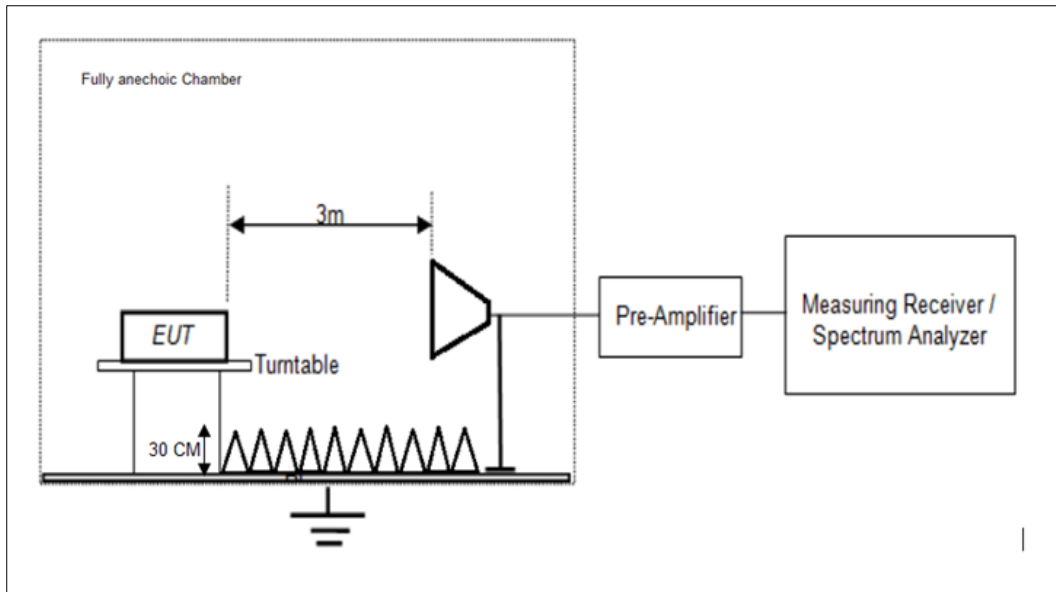 Fully anechoic Chamber
3m
EUT
Turntable
30 CM
Pre-Amplifier
Measuring Receiver /
Spectrum Analyzer